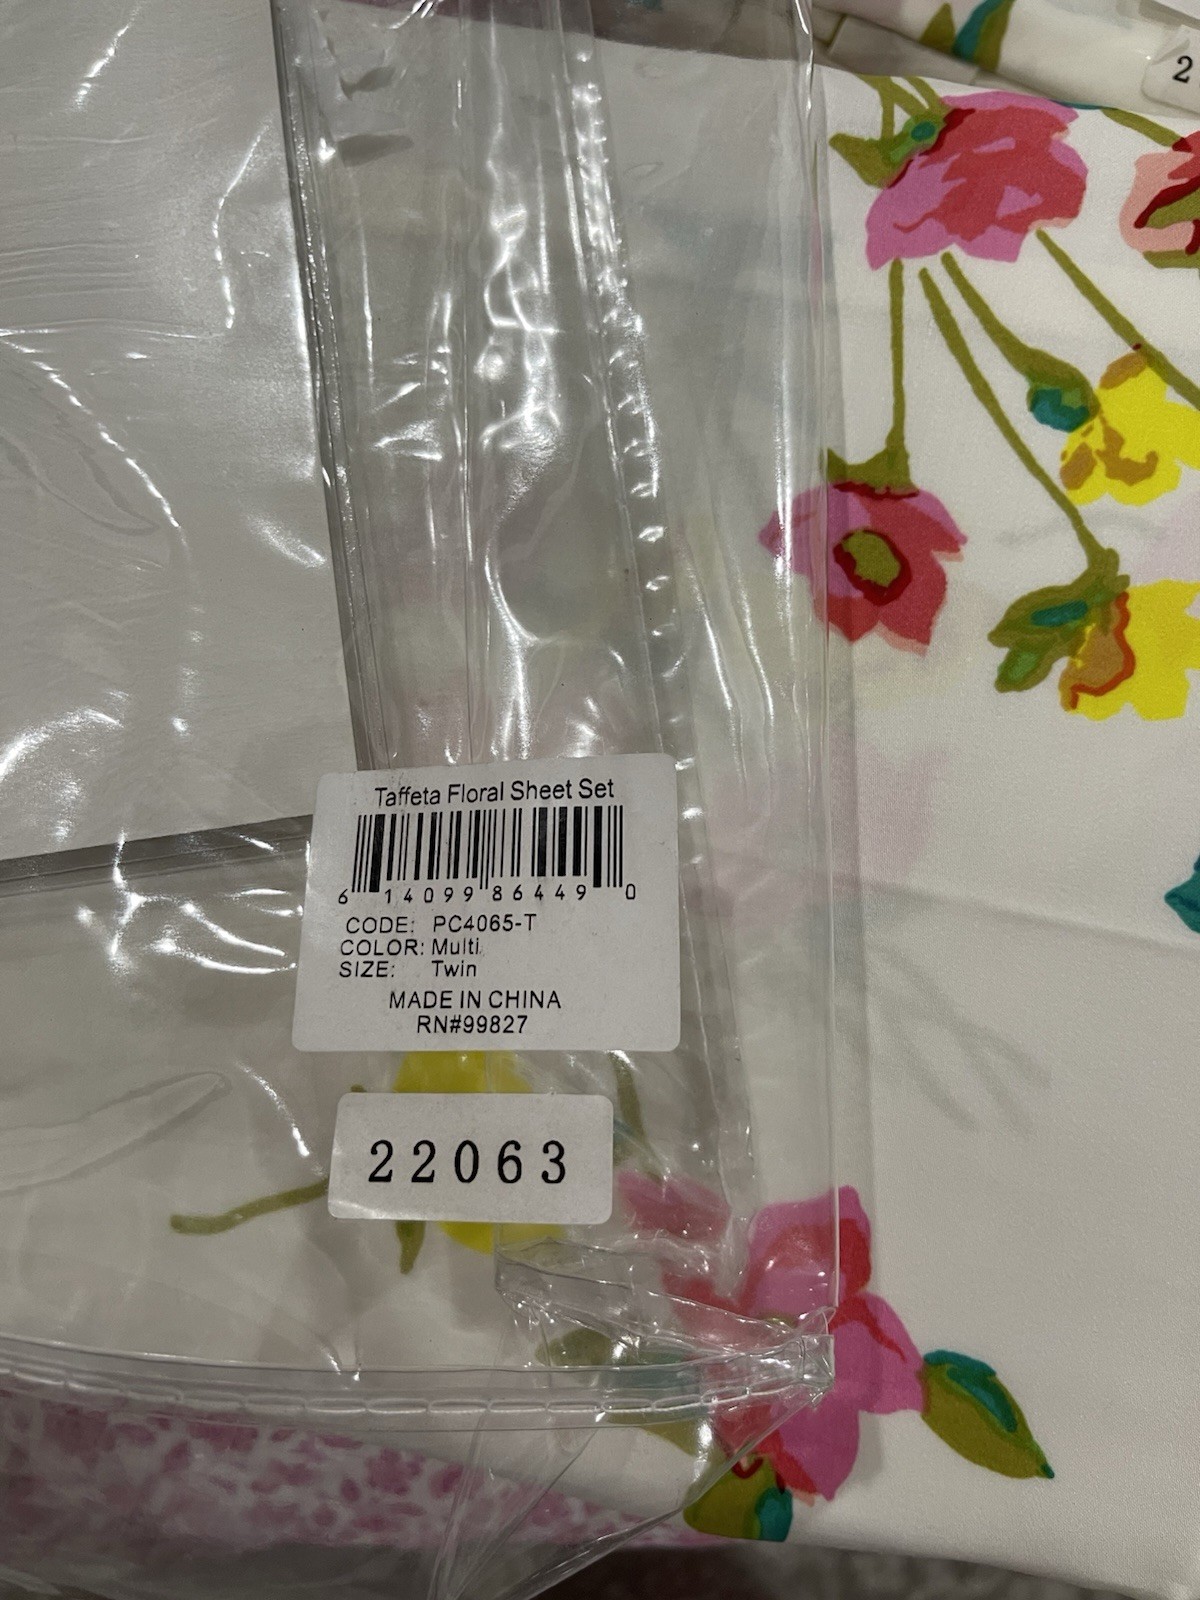 2
Taffeta Floral Sheet Set
6 14099 86449 0
CODE: PC4065-T
COLOR: Multi
SIZE: Twin
MADE IN CHINA
RN#99827
22063